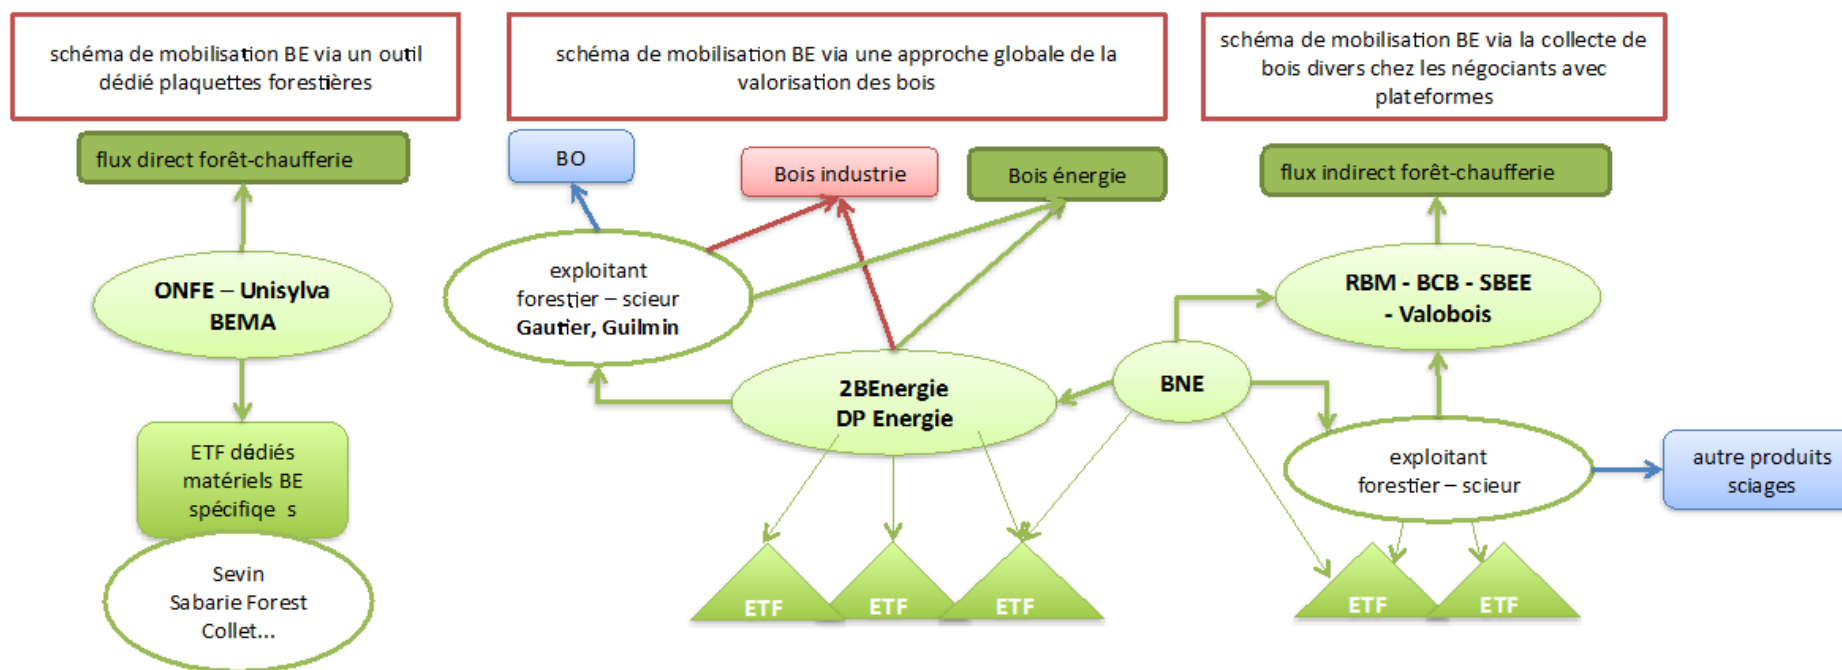 schéma de mobilisation BE via un outil
dédié plaquettes forestières
schéma de mobilisation BE via une approche globale de la
valorisation des bois
schéma de mobilisation BE via la collecte de
bois divers chez les négociants avec
plateformes
flux direct forêt-chaufferie
BO
Bois industrie
Bois énergie
flux indirect forêt-chaufferie
ONFE – Unisylva
BEMA
exploitant
forestier – scieur
Gautier, Guilmin
RBM - BCB - SBEE
- Valobois
2BEnergie
DP Energie
BNE
ETF dédiés
matériels BE
spécifiqe s
exploitant
forestier – scieur
autre produits
sciages
Sevin
Sabarie Forest
Collet...
ETF
ETF
ETF
ETF
ETF